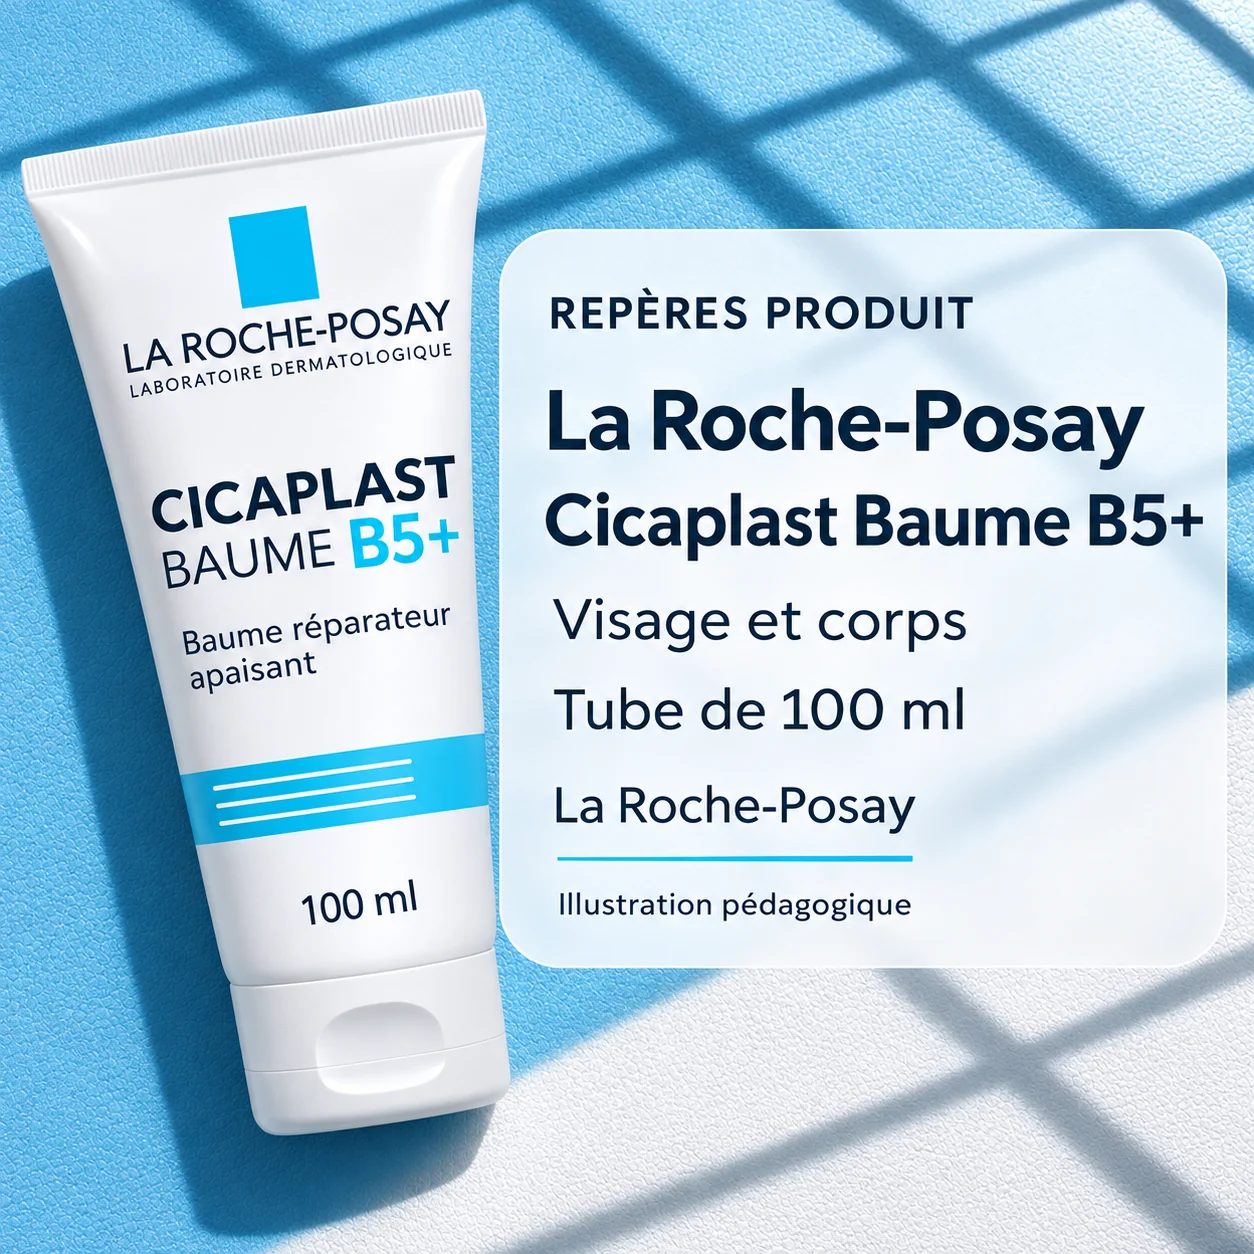 LA ROCHE-POSAY
LABORATOIRE DERMATOLOGIQUE
CICAPLAST
BAUME B5+
Baume réparateur
apaisant
100 ml
REPÈRES PRODUIT
La Roche-Posay
Cicaplast Baume B5+
Visage et corps
Tube de 100 ml
La Roche-Posay
Illustration pédagogique